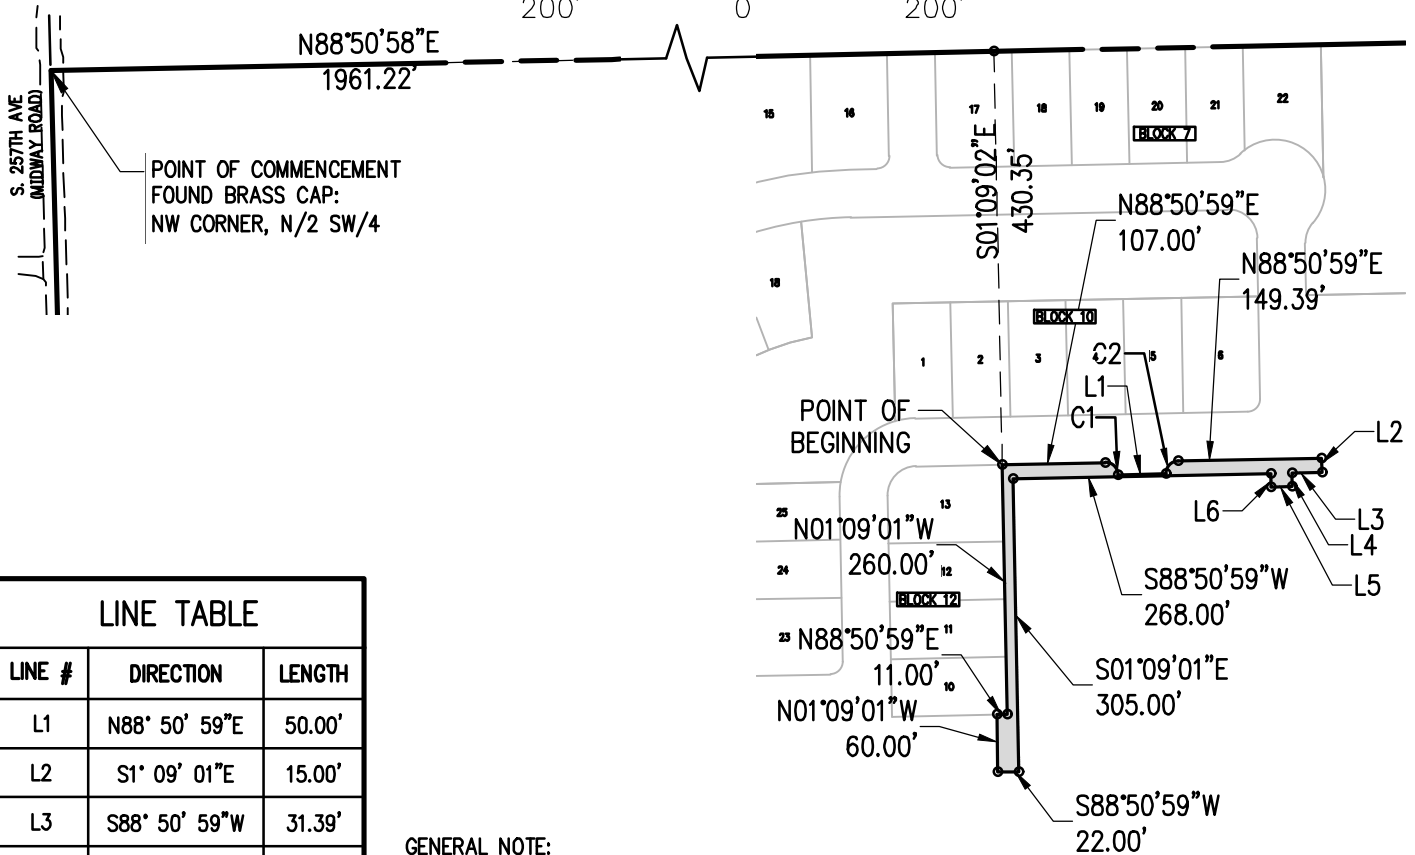 200'
0
200'
N88°50'58"E
1961.22'
S. 257TH AVE
(MIDWAY ROAD)
POINT OF COMMENCEMENT
FOUND BRASS CAP:
NW CORNER, N/2 SW/4
15
16
17
18
19
20
21
22
BLOCK 7
S01°09'02"E
430.35'
N88°50'59"E
107.00'
N88°50'59"E
149.39'
18
BLOCK 10
1
2
3
4
5
6
C2
L1
C1
POINT OF
BEGINNING
L2
L3
L4
L5
L6
25
24
23
13
12
11
10
BLOCK 12
N01°09'01"W
260.00'
N88°50'59"E
11.00'
N01°09'01"W
60.00'
S88°50'59"W
268.00'
S01°09'01"E
305.00'
S88°50'59"W
22.00'
LINE TABLE
LINE # DIRECTION LENGTH
L1 N88° 50' 59"E 50.00'
L2 S1° 09' 01"E 15.00'
L3 S88° 50' 59"W 31.39'
GENERAL NOTE: